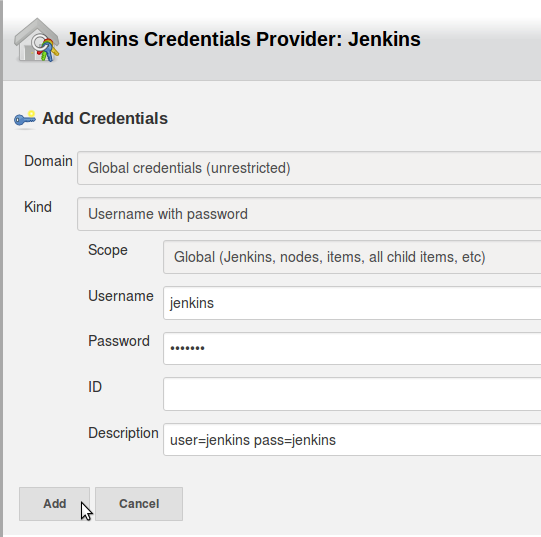 Jenkins Credentials Provider: Jenkins
Add Credentials
Domain Global credentials (unrestricted)
Kind Username with password
Scope Global (Jenkins, nodes, items, all child items, etc)
Username jenkins
Password •••••••
ID
Description user=jenkins pass=jenkins
Add Cancel